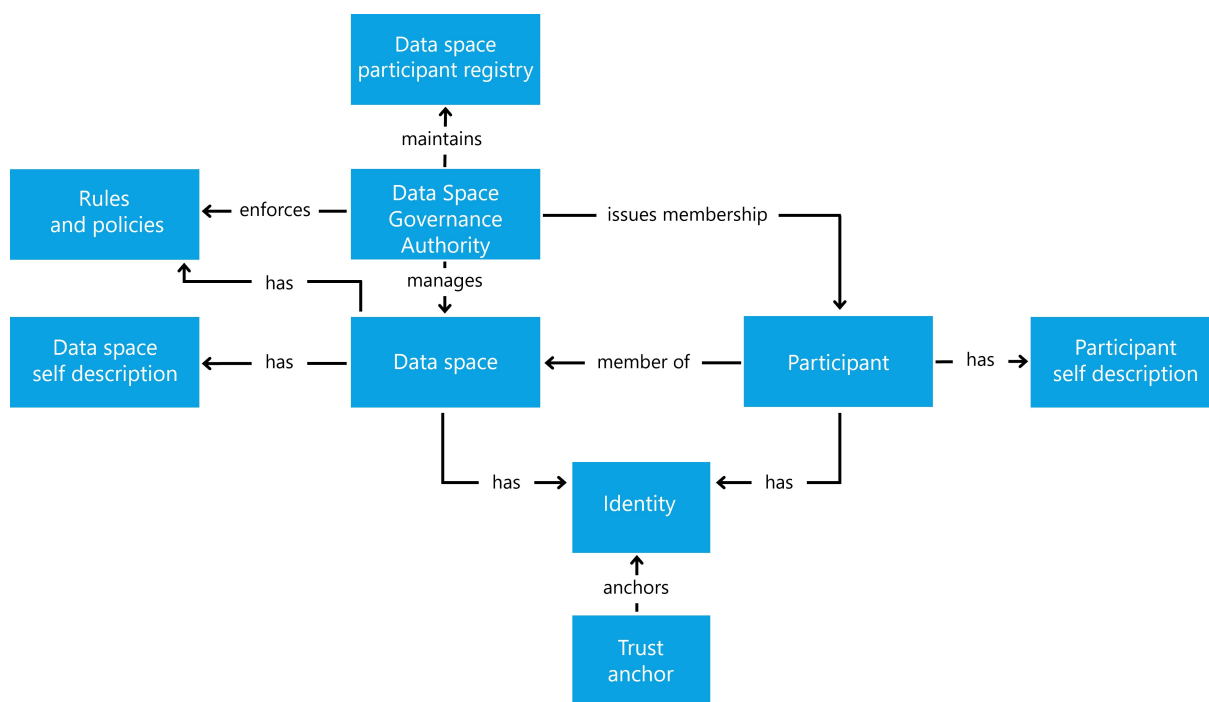 Data space
participant registry
maintains
Rules
and policies
enforces
Data Space
Governance
Authority
issues membership
has
manages
Data space
self description
has
Data space
member of
Participant
has
Participant
self description
has
Identity
has
anchors
Trust
anchor